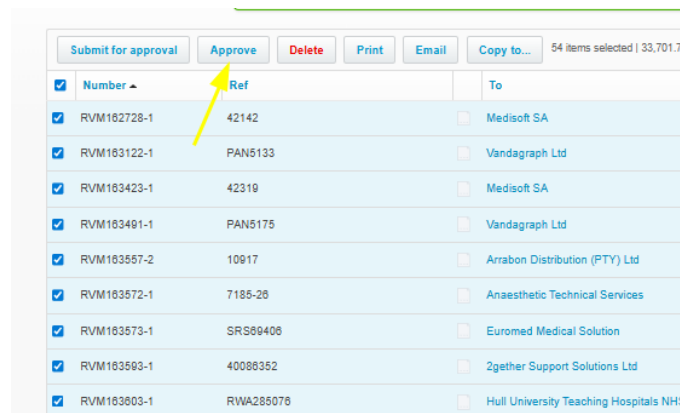 Submit for approval Approve Delete Print Email Copy to... 54 items selected | 33,701.7
Number Ref To
RVM162728-1 42142 Medisoft SA
RVM163122-1 PAN5133 Vandagraph Ltd
RVM163423-1 42319 Medisoft SA
RVM163491-1 PAN5175 Vandagraph Ltd
RVM163557-2 10917 Arrabon Distribution (PTY) Ltd
RVM163572-1 7185-26 Anaesthetic Technical Services
RVM163573-1 SRS69406 Euromed Medical Solution
RVM163593-1 40086352 2gether Support Solutions Ltd
RVM163603-1 RWA285076 Hull University Teaching Hospitals NHS